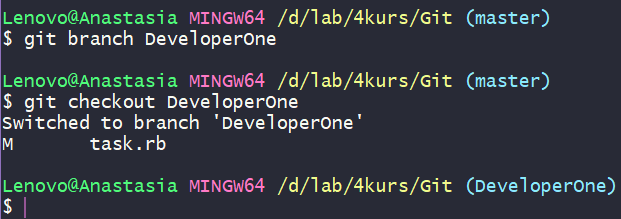 Lenovo@Anastasia MINGW64 /d/lab/4kurs/Git (master)
$ git branch DeveloperOne
Lenovo@Anastasia MINGW64 /d/lab/4kurs/Git (master)
$ git checkout DeveloperOne
Switched to branch 'DeveloperOne'
M       task.rb
Lenovo@Anastasia MINGW64 /d/lab/4kurs/Git (DeveloperOne)
$